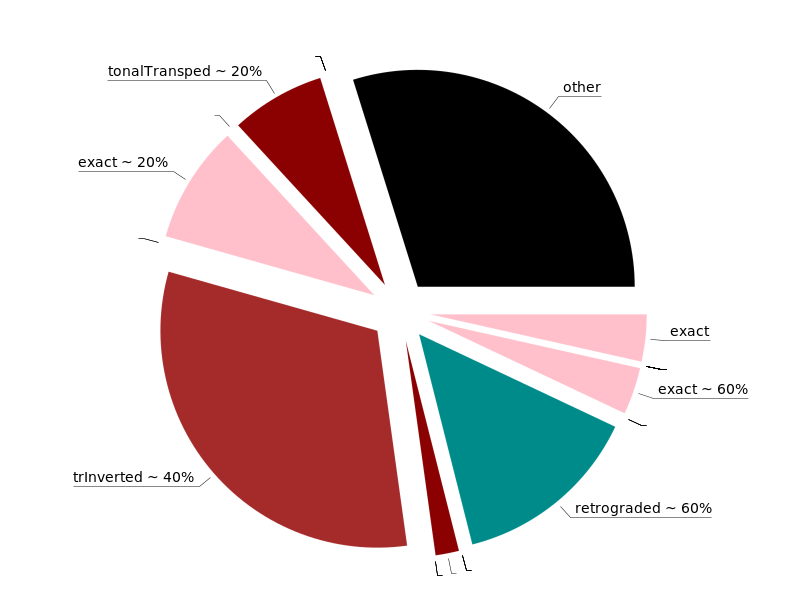 tonalTransped ~ 20%
other
exact ~ 20%
exact
exact ~ 60%
trInverted ~ 40%
retrograded ~ 60%